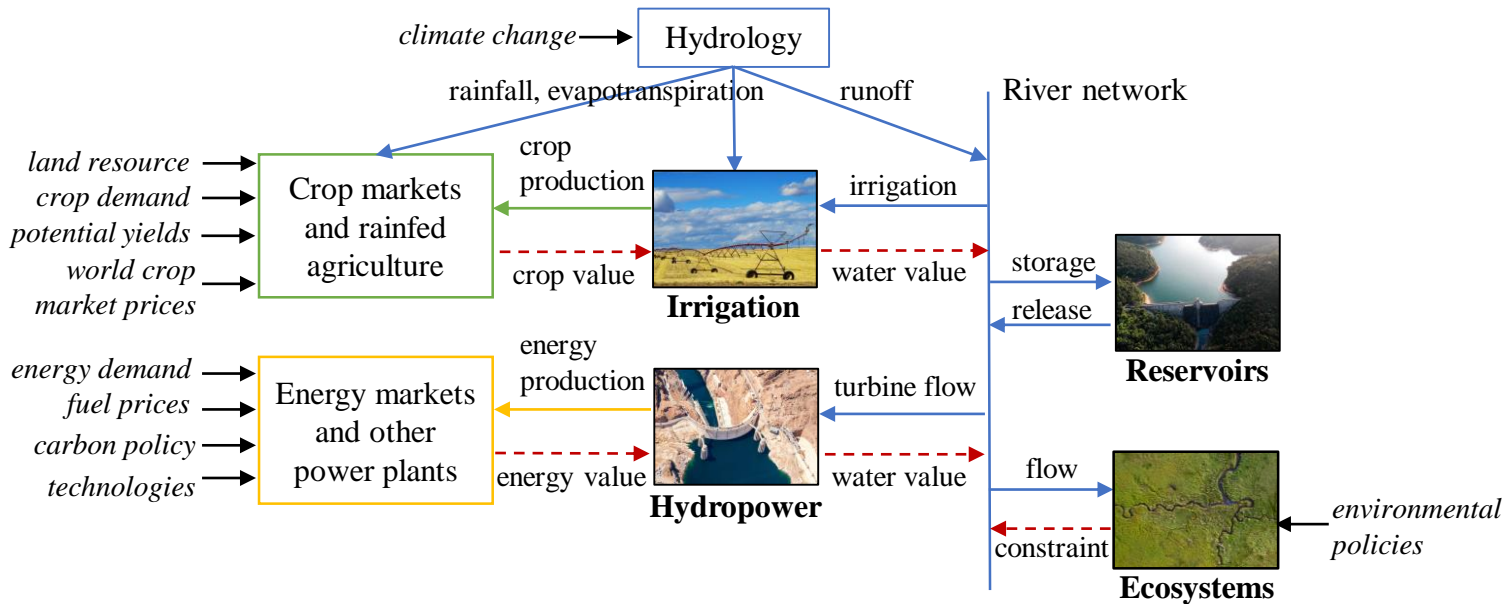 climate change
Hydrology
rainfall, evapotranspiration
runoff
River network
land resource
crop demand
potential yields
world crop
market prices
Crop markets
and rainfed
agriculture
crop
production
crop value
Irrigation
irrigation
water value
storage
release
Reservoirs
energy demand
fuel prices
carbon policy
technologies
Energy markets
and other
power plants
energy
production
energy value
Hydropower
turbine flow
water value
flow
constraint
Ecosystems
environmental
policies